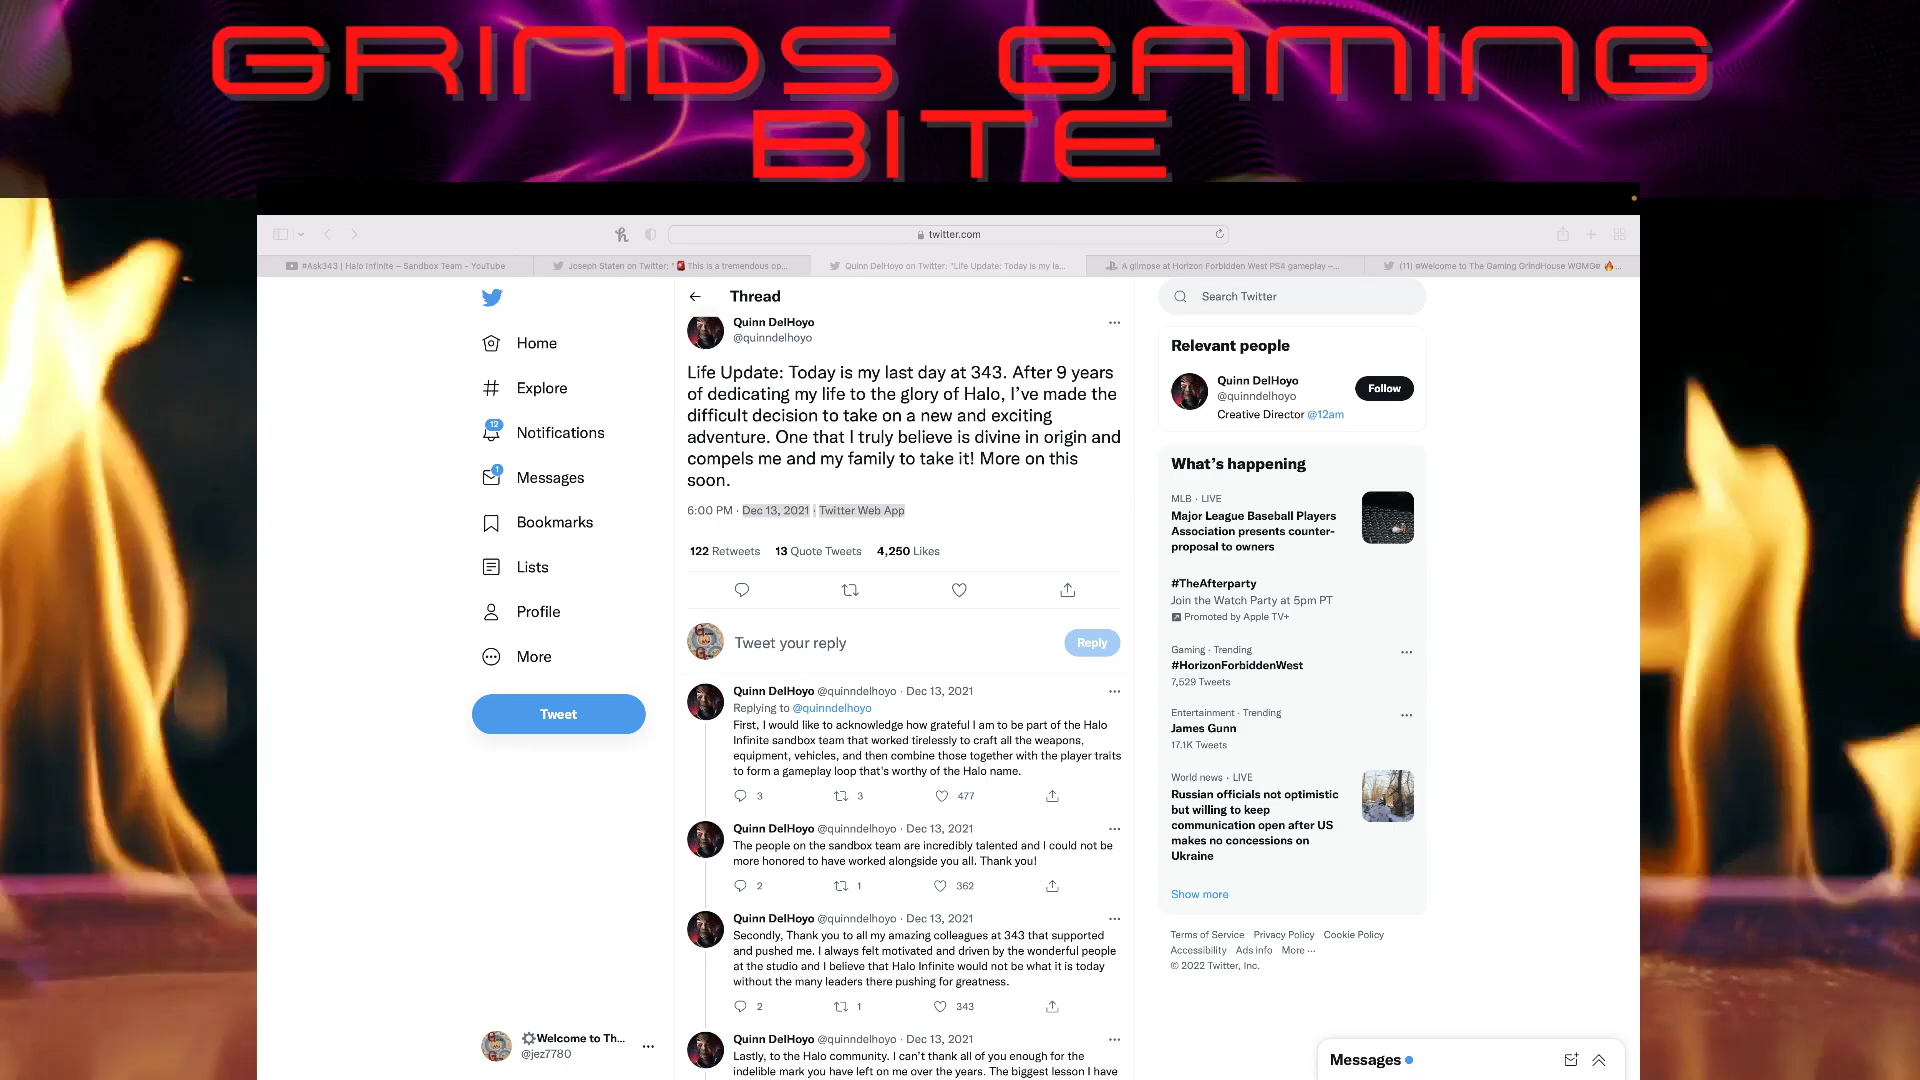 GRINDS GAMING
BITE
twitter.com
#Ask343 | Halo Infinite – Sandbox Team - YouTube
Joseph Staten on Twitter: "🚨 This is a tremendous op...
Quinn DelHoyo on Twitter: "Life Update: Today is my la...
A glimpse at Horizon Forbidden West PS4 gameplay –...
Home
Explore
12
Notifications
1
Messages
Bookmarks
Lists
Profile
More
Tweet
Welcome to Th...
@jez7780
Thread
Quinn DelHoyo
@quinndelhoyo
Life Update: Today is my last day at 343. After 9 years
of dedicating my life to the glory of Halo, I’ve made the
difficult decision to take on a new and exciting
adventure. One that I truly believe is divine in origin and
compels me and my family to take it! More on this
soon.
6:00 PM · Dec 13, 2021 · Twitter Web App
122 Retweets 13 Quote Tweets 4,250 Likes
Tweet your reply
Reply
Quinn DelHoyo @quinndelhoyo · Dec 13, 2021
Replying to @quinndelhoyo
First, I would like to acknowledge how grateful I am to be part of the Halo
Infinite sandbox team that worked tirelessly to craft all the weapons,
equipment, vehicles, and then combine those together with the player traits
to form a gameplay loop that's worthy of the Halo name.
3 3 477
Quinn DelHoyo @quinndelhoyo · Dec 13, 2021
The people on the sandbox team are incredibly talented and I could not be
more honored to have worked alongside you all. Thank you!
2 1 362
Quinn DelHoyo @quinndelhoyo · Dec 13, 2021
Secondly, Thank you to all my amazing colleagues at 343 that supported
and pushed me. I always felt motivated and driven by the wonderful people
at the studio and I believe that Halo Infinite would not be what it is today
without the many leaders there pushing for greatness.
2 1 343
Quinn DelHoyo @quinndelhoyo · Dec 13, 2021
Lastly, to the Halo community. I can’t thank all of you enough for the
indelible mark you have left on me over the years. The biggest lesson I have
Search Twitter
Relevant people
Quinn DelHoyo
@quinndelhoyo
Follow
Creative Director @12am
What’s happening
MLB · LIVE
Major League Baseball Players
Association presents counter-
proposal to owners
#TheAfterparty
Join the Watch Party at 5pm PT
Promoted by Apple TV+
Gaming · Trending
#HorizonForbiddenWest
7,529 Tweets
Entertainment · Trending
James Gunn
17.1K Tweets
World news · LIVE
Russian officials not optimistic
but willing to keep
communication open after US
makes no concessions on
Ukraine
Show more
Terms of Service Privacy Policy Cookie Policy
Accessibility Ads info More ···
© 2022 Twitter, Inc.
Messages